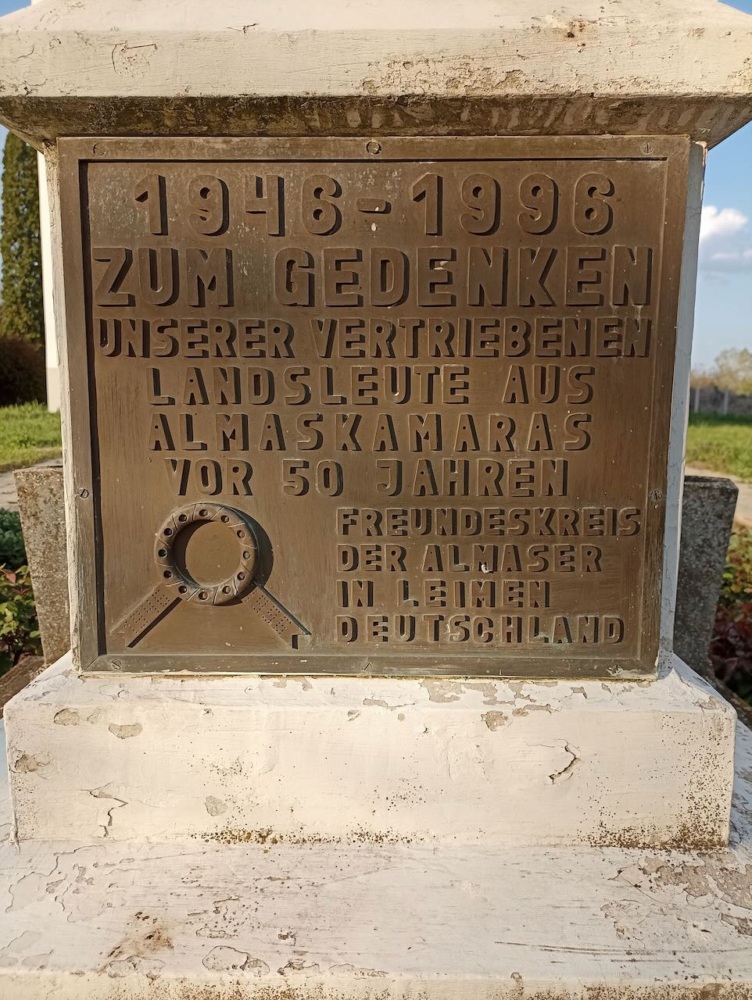 1946-1996
ZUM GEDENKEN
UNSERER VERTRIEBENEN
LANDSLEUTE AUS
ALMASKAMARAS
VOR 50 JAHREN
FREUNDESKREIS
DER ALMASER
IN LEIMEN
DEUTSCHLAND